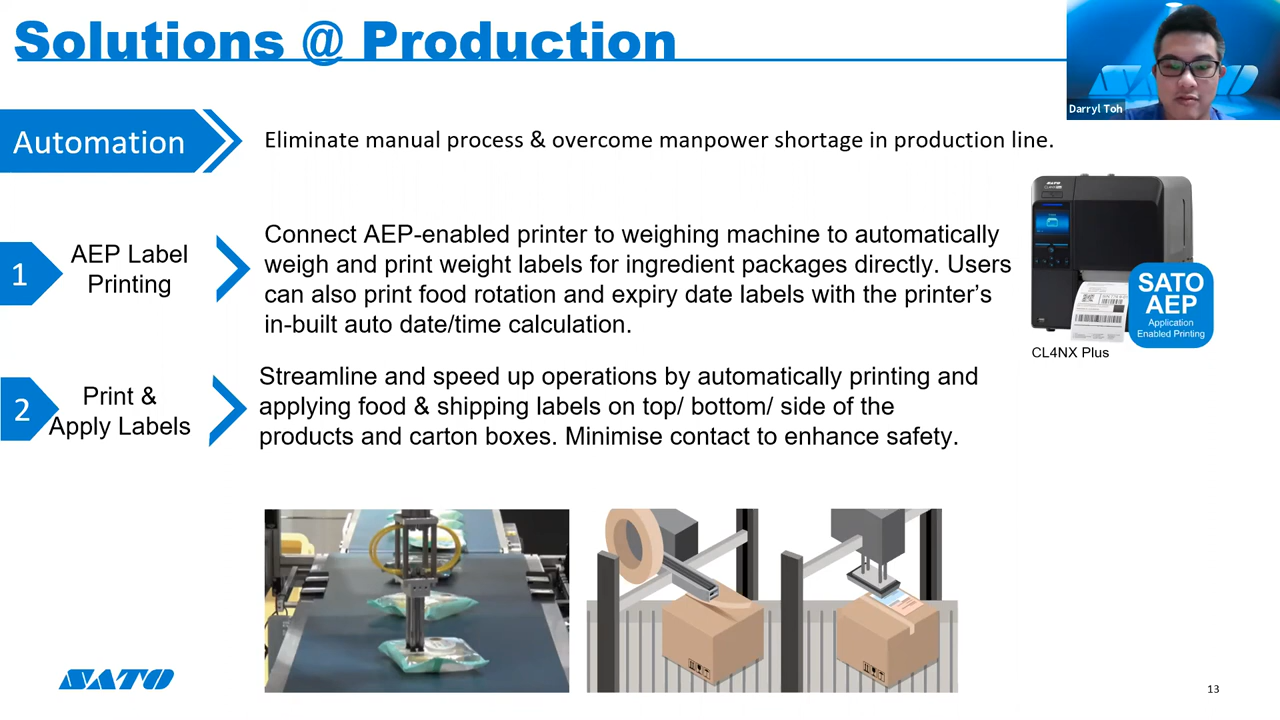 Solutions @ Production
SATO
Darryl Toh
Automation
Eliminate manual process & overcome manpower shortage in production line.
1
AEP Label
Printing
Connect AEP-enabled printer to weighing machine to automatically
weigh and print weight labels for ingredient packages directly. Users
can also print food rotation and expiry date labels with the printer's
in-built auto date/time calculation.
SATO
SATO
AEP
Application
Enabled Printing
CL4NX Plus
2
Print &
Apply Labels
Streamline and speed up operations by automatically printing and
applying food & shipping labels on top/ bottom/ side of the
products and carton boxes. Minimise contact to enhance safety.
SATO
13